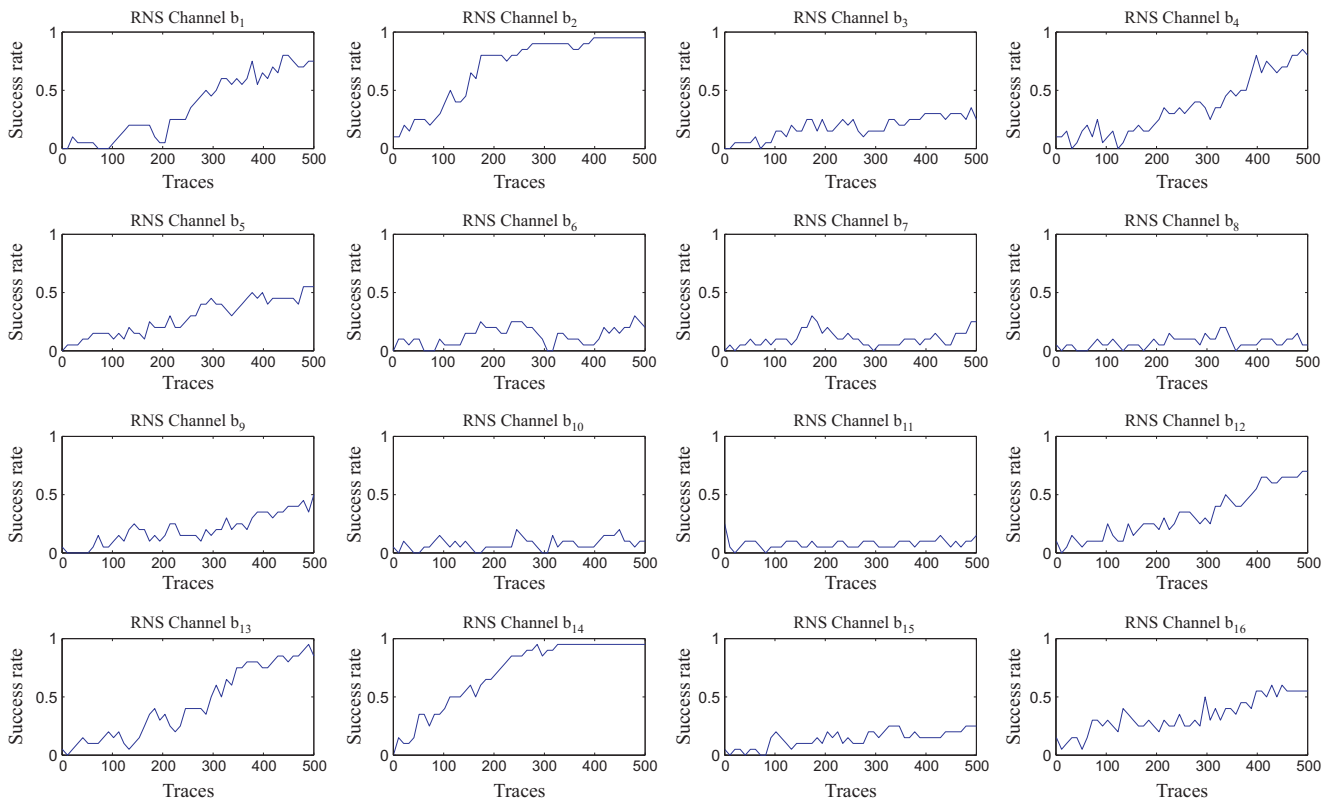 RNS Channel b₁
Success rate
1
0.5
0
0 100 200 300 400 500
Traces
RNS Channel b₂
Success rate
1
0.5
0
0 100 200 300 400 500
Traces
RNS Channel b₃
Success rate
1
0.5
0
0 100 200 300 400 500
Traces
RNS Channel b₄
Success rate
1
0.5
0
0 100 200 300 400 500
Traces
RNS Channel b₅
Success rate
1
0.5
0
0 100 200 300 400 500
Traces
RNS Channel b₆
Success rate
1
0.5
0
0 100 200 300 400 500
Traces
RNS Channel b₇
Success rate
1
0.5
0
0 100 200 300 400 500
Traces
RNS Channel b₈
Success rate
1
0.5
0
0 100 200 300 400 500
Traces
RNS Channel b₉
Success rate
1
0.5
0
0 100 200 300 400 500
Traces
RNS Channel b₁₀
Success rate
1
0.5
0
0 100 200 300 400 500
Traces
RNS Channel b₁₁
Success rate
1
0.5
0
0 100 200 300 400 500
Traces
RNS Channel b₁₂
Success rate
1
0.5
0
0 100 200 300 400 500
Traces
RNS Channel b₁₃
Success rate
1
0.5
0
0 100 200 300 400 500
Traces
RNS Channel b₁₄
Success rate
1
0.5
0
0 100 200 300 400 500
Traces
RNS Channel b₁₅
Success rate
1
0.5
0
0 100 200 300 400 500
Traces
RNS Channel b₁₆
Success rate
1
0.5
0
0 100 200 300 400 500
Traces